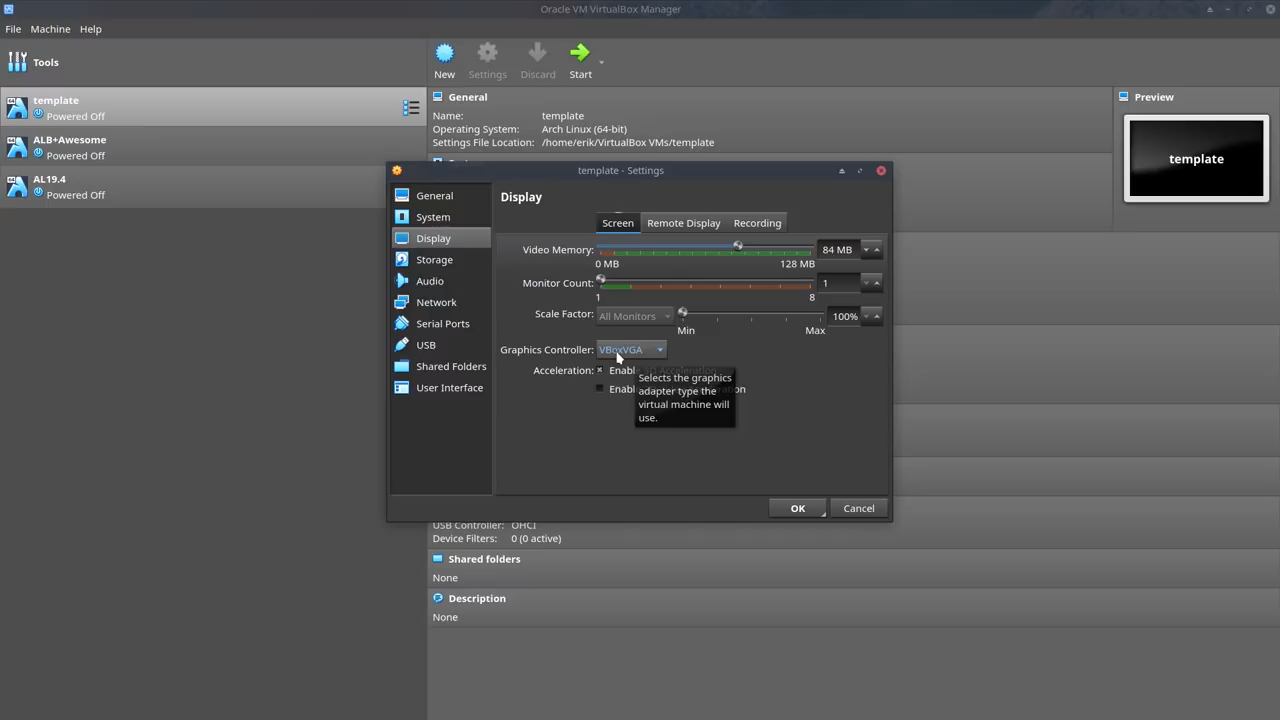 Oracle VM VirtualBox Manager
File Machine Help
Tools
New Settings Discard Start
template
Powered Off
ALB+Awesome
Powered Off
AL19.4
Powered Off
General
Name: template
Operating System: Arch Linux (64-bit)
Settings File Location: /home/erik/VirtualBox VMs/template
Preview
template
template - Settings
General
System
Display
Storage
Audio
Network
Serial Ports
USB
Shared Folders
User Interface
Display
Screen Remote Display Recording
Video Memory: 84 MB
0 MB 128 MB
Monitor Count: 1
1 8
Scale Factor: All Monitors 100%
Min Max
Graphics Controller: VBoxVGA
Acceleration: Enabl
Enabl
Selects the graphics
adapter type the
virtual machine will
use.
OK Cancel
USB Controller: OHCI
Device Filters: 0 (0 active)
Shared folders
None
Description
None